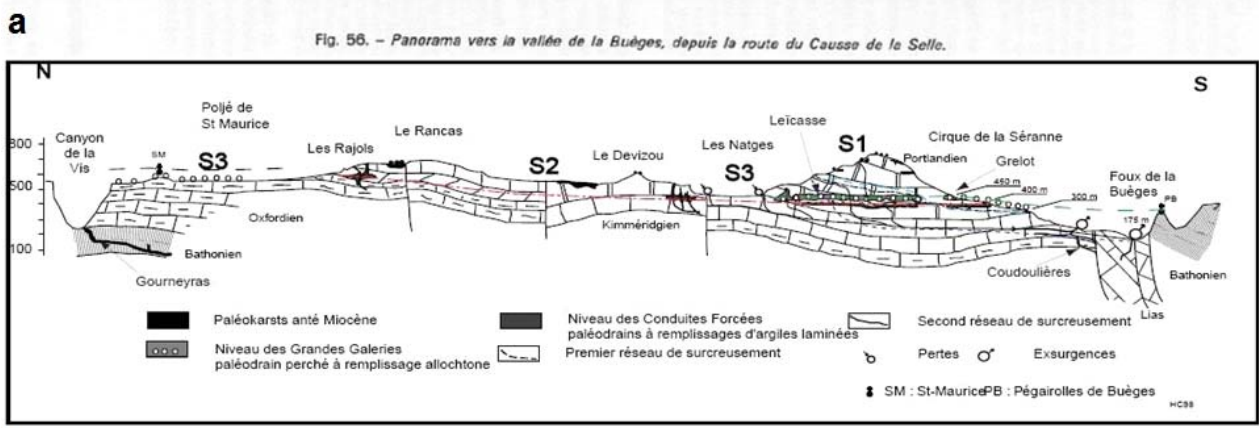 a
Fig. 56. – Panorama vers la vallée de la Buèges, depuis la route du Causse de la Selle.
N
S
Poljé de
St Maurice
Canyon
de la
Vis
SM
S3
Les Rajols
Le Rancas
S2
Le Devizou
Les Natges
S3
Leïcasse
S1
Portlandien
Cirque de la Séranne
Grelot
450 m
400 m
300 m
Foux de la
Buèges
PB
175 m
800
500
100
Oxfordien
Kimméridgien
Bathonien
Gourneyras
Coudoulières
Bathonien
Lias
Paléokarsts anté Miocène
Niveau des Grandes Galeries
paléodrain perché à remplissage allochtone
Niveau des Conduites Forcées
paléodrains à remplissages d'argiles laminées
Premier réseau de surcreusement
Second réseau de surcreusement
Pertes
Exsurgences
SM : St-Maurice
PB : Pégairolles de Buèges
HC98